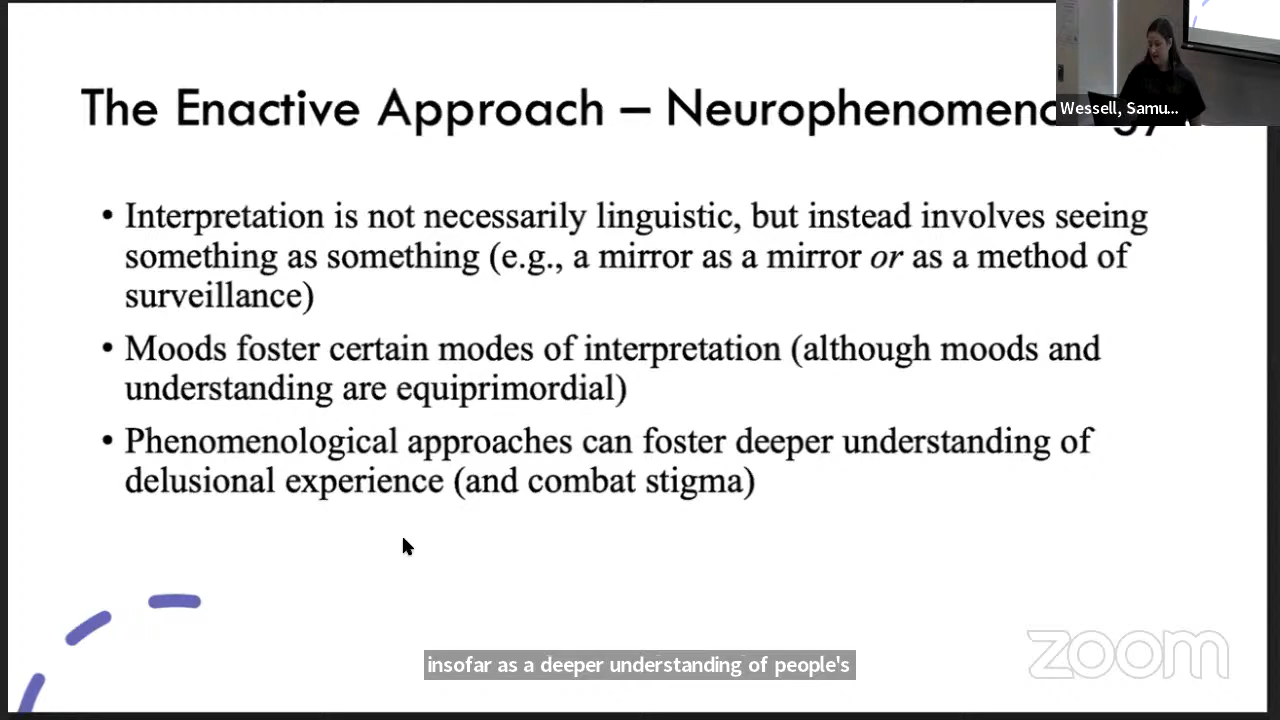 The Enactive Approach – Neurophenomenology
Wessell, Samu...
• Interpretation is not necessarily linguistic, but instead involves seeing
something as something (e.g., a mirror as a mirror or as a method of
surveillance)
• Moods foster certain modes of interpretation (although moods and
understanding are equiprimordial)
• Phenomenological approaches can foster deeper understanding of
delusional experience (and combat stigma)
insofar as a deeper understanding of people's
zoom